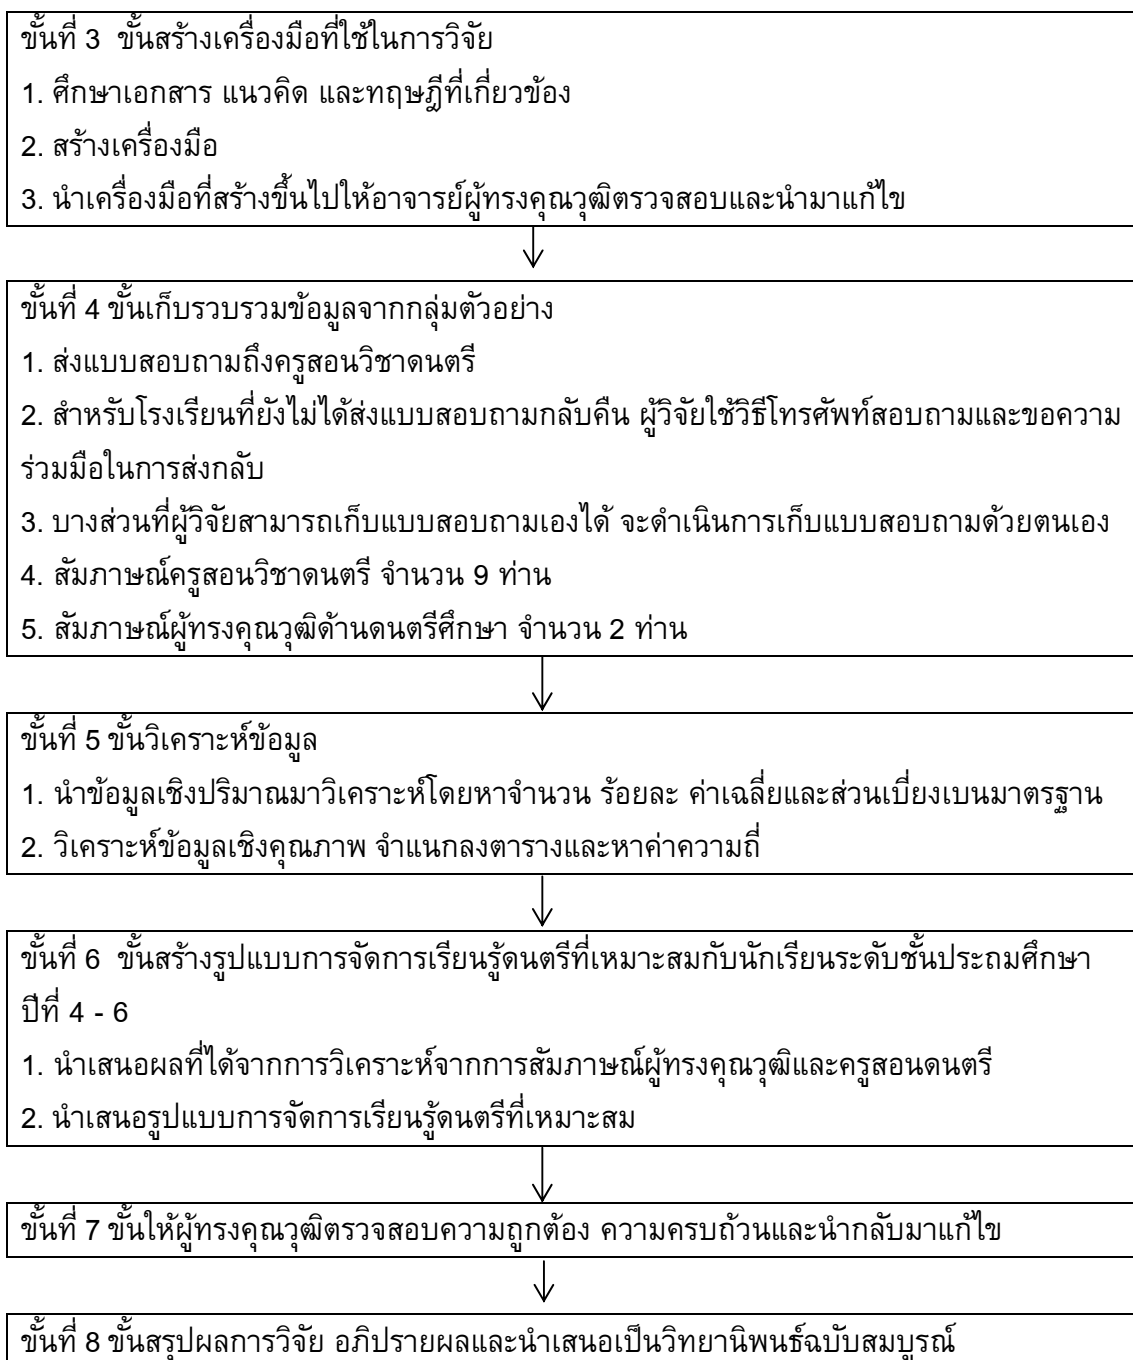 ขั้นที่ 3  ขั้นสร้างเครื่องมือที่ใช้ในการวิจัย
1. ศึกษาเอกสาร แนวคิด และทฤษฎีที่เกี่ยวข้อง
2. สร้างเครื่องมือ
3. นำเครื่องมือที่สร้างขึ้นไปให้อาจารย์ผู้ทรงคุณวุฒิตรวจสอบและนำมาแก้ไข
ขั้นที่ 4 ขั้นเก็บรวบรวมข้อมูลจากกลุ่มตัวอย่าง
1. ส่งแบบสอบถามถึงครูสอนวิชาดนตรี
2. สำหรับโรงเรียนที่ยังไม่ได้ส่งแบบสอบถามกลับคืน ผู้วิจัยใช้วิธีโทรศัพท์สอบถามและขอความ
ร่วมมือในการส่งกลับ
3. บางส่วนที่ผู้วิจัยสามารถเก็บแบบสอบถามเองได้ จะดำเนินการเก็บแบบสอบถามด้วยตนเอง
4. สัมภาษณ์ครูสอนวิชาดนตรี จำนวน 9 ท่าน
5. สัมภาษณ์ผู้ทรงคุณวุฒิด้านดนตรีศึกษา จำนวน 2 ท่าน
ขั้นที่ 5 ขั้นวิเคราะห์ข้อมูล
1. นำข้อมูลเชิงปริมาณมาวิเคราะห์โดยหาจำนวน ร้อยละ ค่าเฉลี่ยและส่วนเบี่ยงเบนมาตรฐาน
2. วิเคราะห์ข้อมูลเชิงคุณภาพ จำแนกลงตารางและหาค่าความถี่
ขั้นที่ 6  ขั้นสร้างรูปแบบการจัดการเรียนรู้ดนตรีที่เหมาะสมกับนักเรียนระดับชั้นประถมศึกษา
ปีที่ 4 - 6
1. นำเสนอผลที่ได้จากการวิเคราะห์จากการสัมภาษณ์ผู้ทรงคุณวุฒิและครูสอนดนตรี
2. นำเสนอรูปแบบการจัดการเรียนรู้ดนตรีที่เหมาะสม
ขั้นที่ 7 ขั้นให้ผู้ทรงคุณวุฒิตรวจสอบความถูกต้อง ความครบถ้วนและนำกลับมาแก้ไข
ขั้นที่ 8 ขั้นสรุปผลการวิจัย อภิปรายผลและนำเสนอเป็นวิทยานิพนธ์ฉบับสมบูรณ์